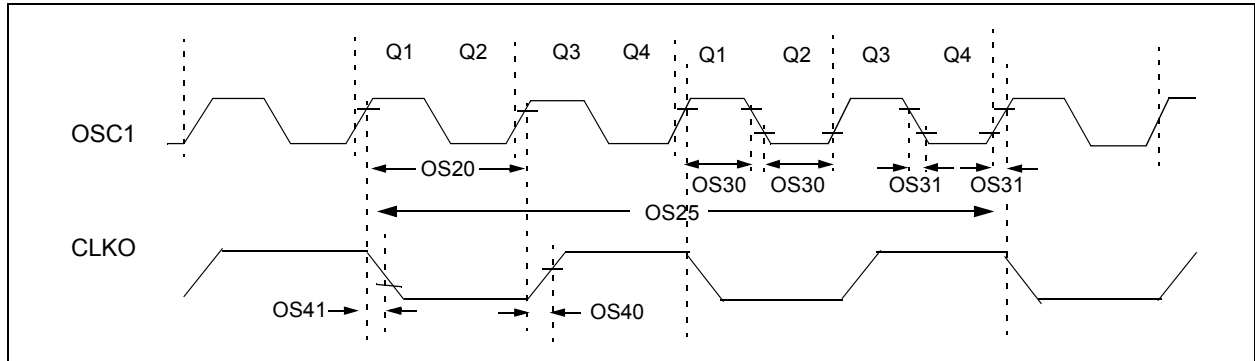 Q1 Q2 Q3 Q4 Q1 Q2 Q3 Q4
OSC1
OS20 OS30 OS30 OS31 OS31
OS25
CLKO
OS41 OS40